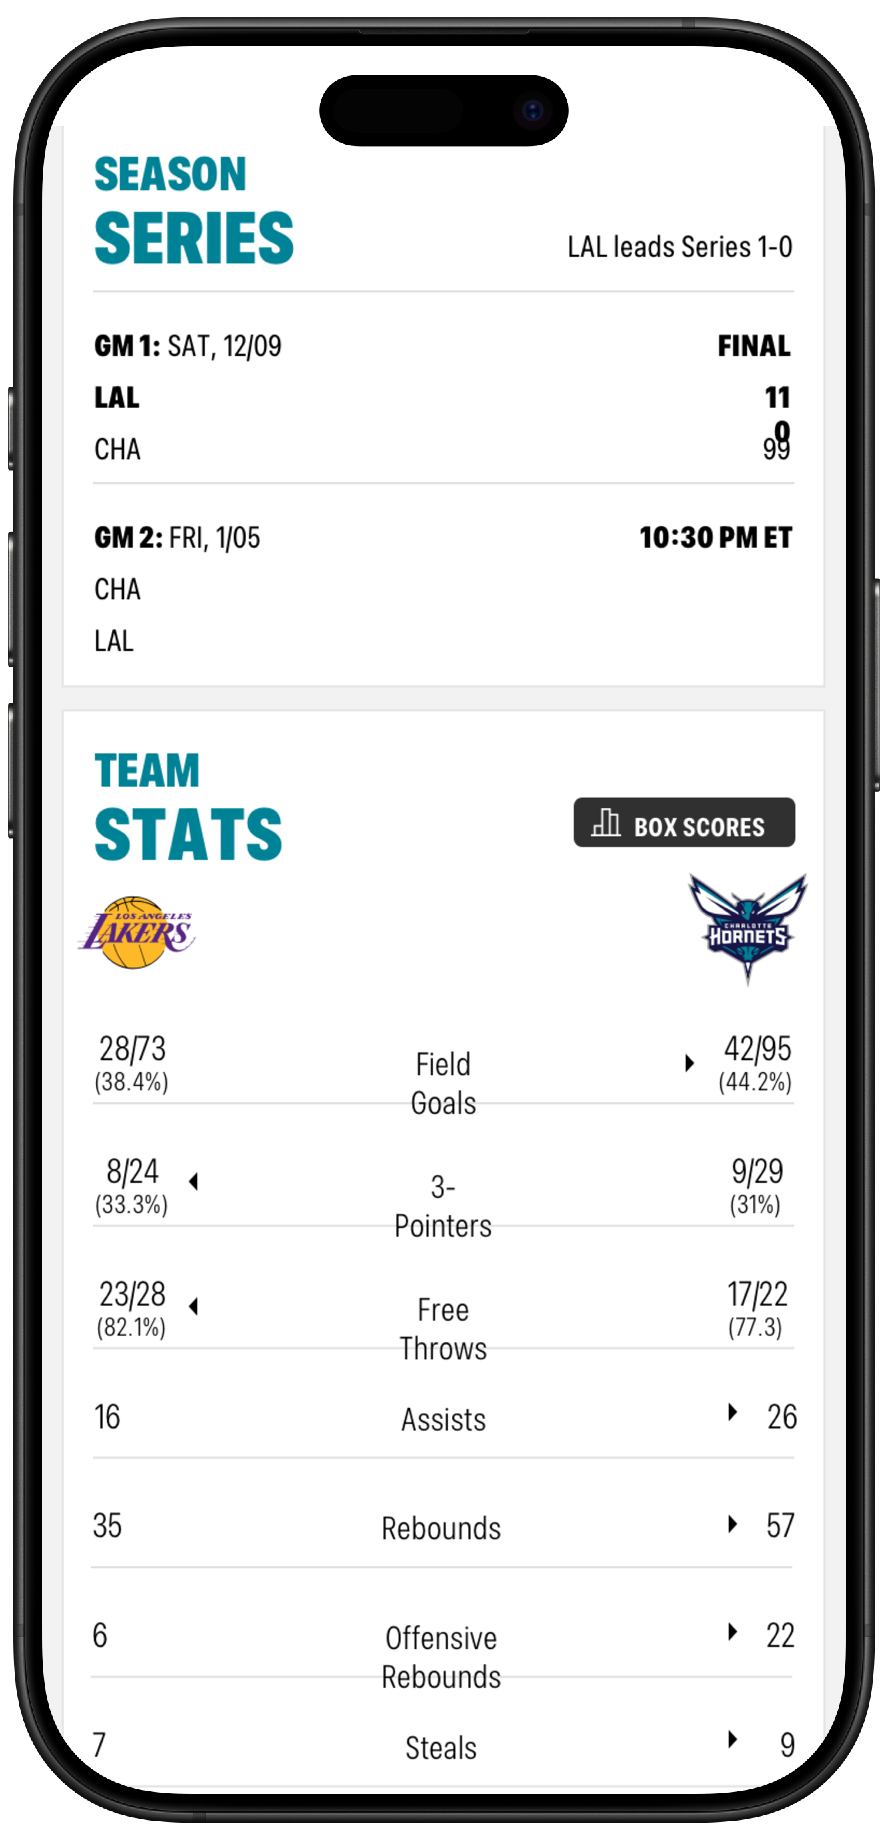 SEASON
SERIES
LAL leads Series 1-0
GM 1: SAT, 12/09 FINAL
LAL 11
0
CHA 99
GM 2: FRI, 1/05 10:30 PM ET
CHA
LAL
TEAM
STATS
BOX SCORES
LOS ANGELES
LAKERS
CHARLOTTE
HORNETS
28/73 Field 42/95
(38.4%) Goals (44.2%)
8/24 3- 9/29
(33.3%) Pointers (31%)
23/28 Free 17/22
(82.1%) Throws (77.3)
16 Assists 26
35 Rebounds 57
6 Offensive 22
Rebounds
7 Steals 9